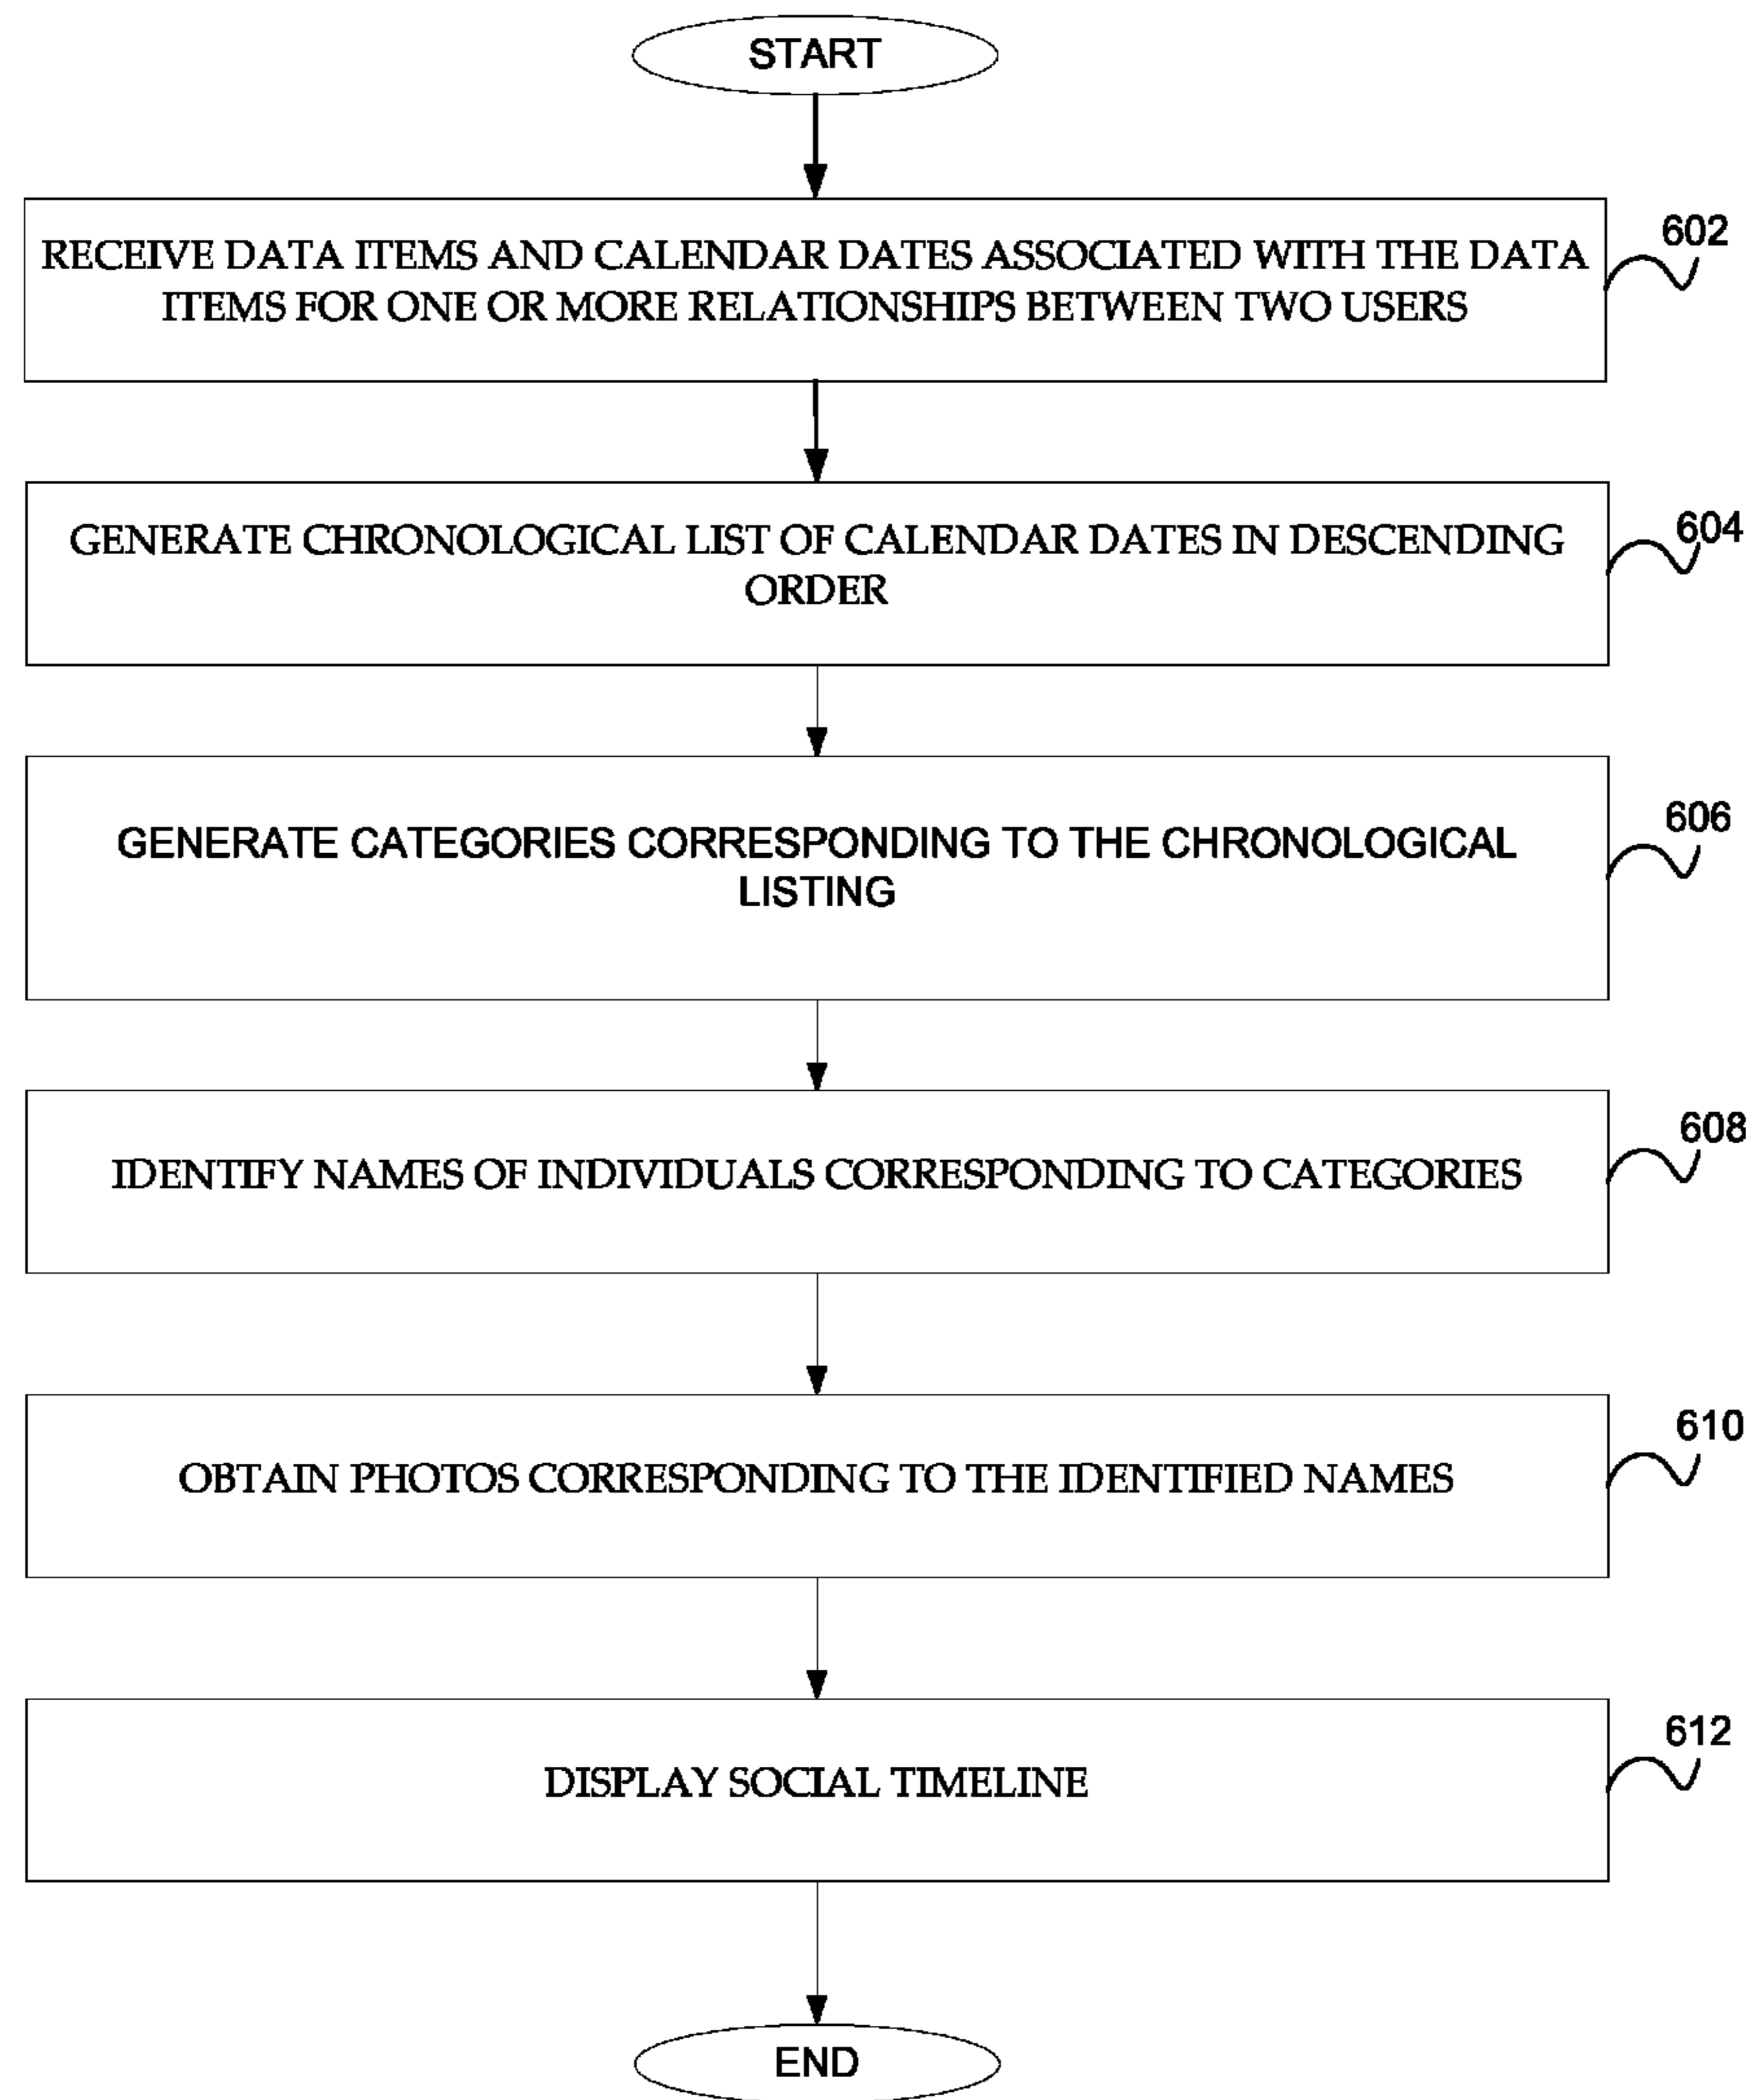 START
RECEIVE DATA ITEMS AND CALENDAR DATES ASSOCIATED WITH THE DATA
ITEMS FOR ONE OR MORE RELATIONSHIPS BETWEEN TWO USERS
602
GENERATE CHRONOLOGICAL LIST OF CALENDAR DATES IN DESCENDING
ORDER
604
GENERATE CATEGORIES CORRESPONDING TO THE CHRONOLOGICAL
LISTING
606
IDENTIFY NAMES OF INDIVIDUALS CORRESPONDING TO CATEGORIES
608
OBTAIN PHOTOS CORRESPONDING TO THE IDENTIFIED NAMES
610
DISPLAY SOCIAL TIMELINE
612
END